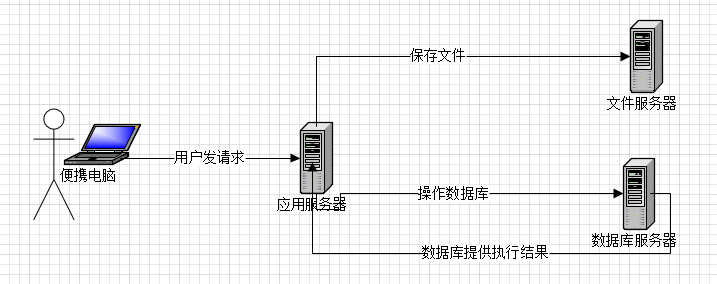 保存文件
文件服务器
用户发请求
便携电脑
应用服务器
操作数据库
数据库服务器
数据库提供执行结果